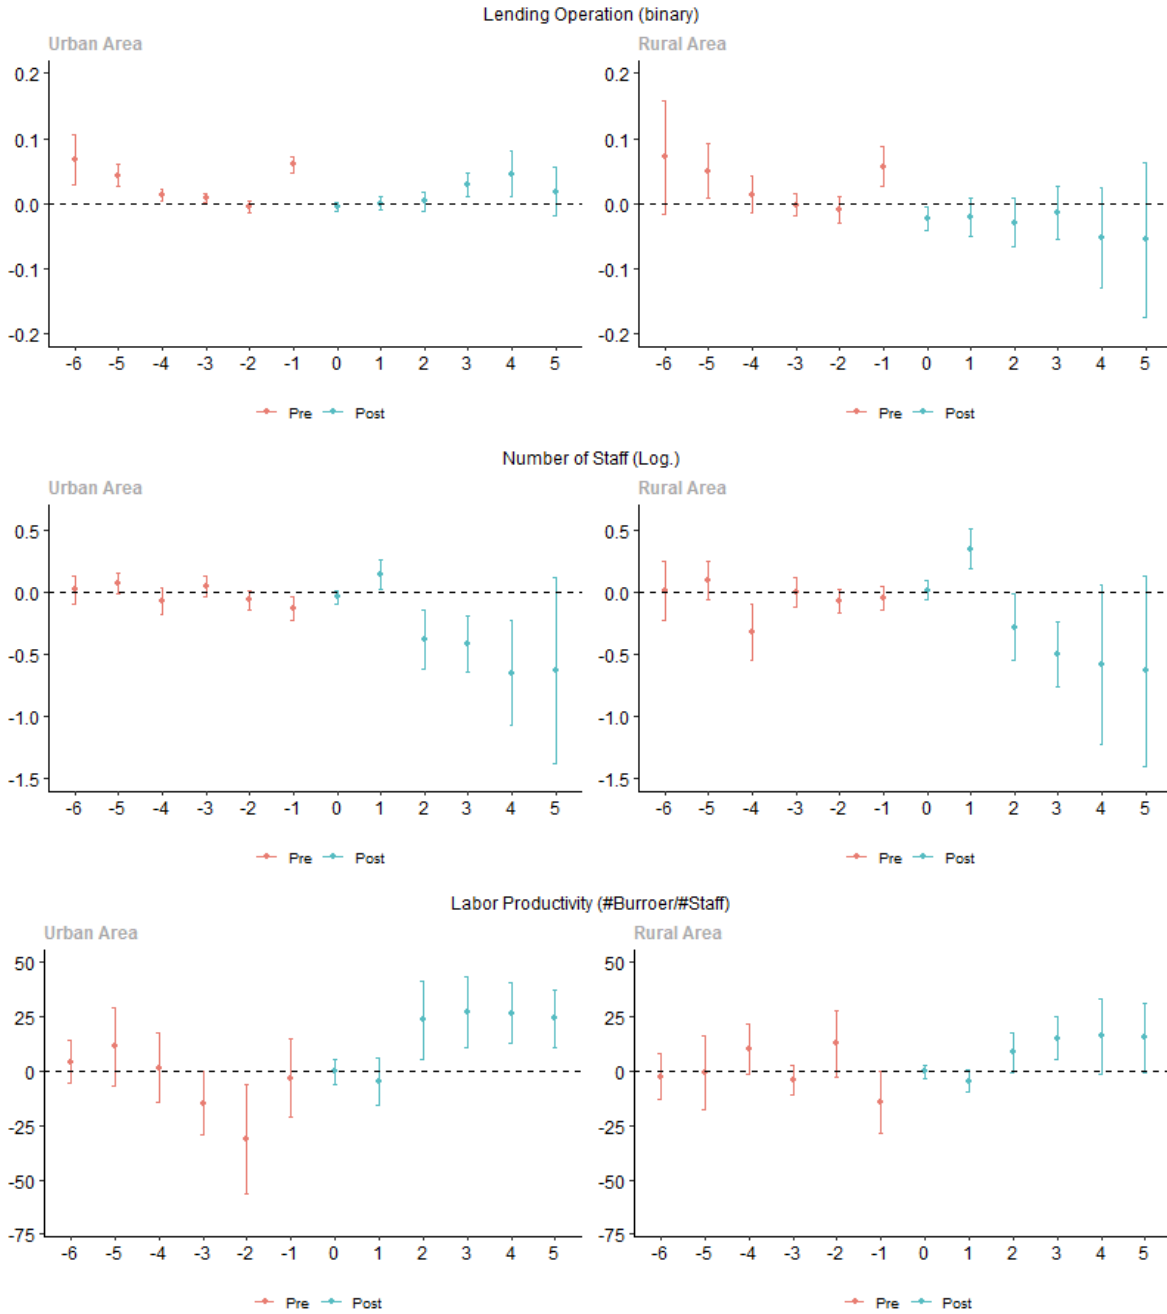 Lending Operation (binary)
Urban Area
Rural Area
0.2
0.1
0.0
-0.1
-0.2
-6 -5 -4 -3 -2 -1 0 1 2 3 4 5
Pre Post
0.2
0.1
0.0
-0.1
-0.2
-6 -5 -4 -3 -2 -1 0 1 2 3 4 5
Pre Post
Number of Staff (Log.)
Urban Area
Rural Area
0.5
0.0
-0.5
-1.0
-1.5
-6 -5 -4 -3 -2 -1 0 1 2 3 4 5
Pre Post
0.5
0.0
-0.5
-1.0
-1.5
-6 -5 -4 -3 -2 -1 0 1 2 3 4 5
Pre Post
Labor Productivity (#Burroer/#Staff)
Urban Area
Rural Area
50
25
0
-25
-50
-75
-6 -5 -4 -3 -2 -1 0 1 2 3 4 5
Pre Post
50
25
0
-25
-50
-75
-6 -5 -4 -3 -2 -1 0 1 2 3 4 5
Pre Post